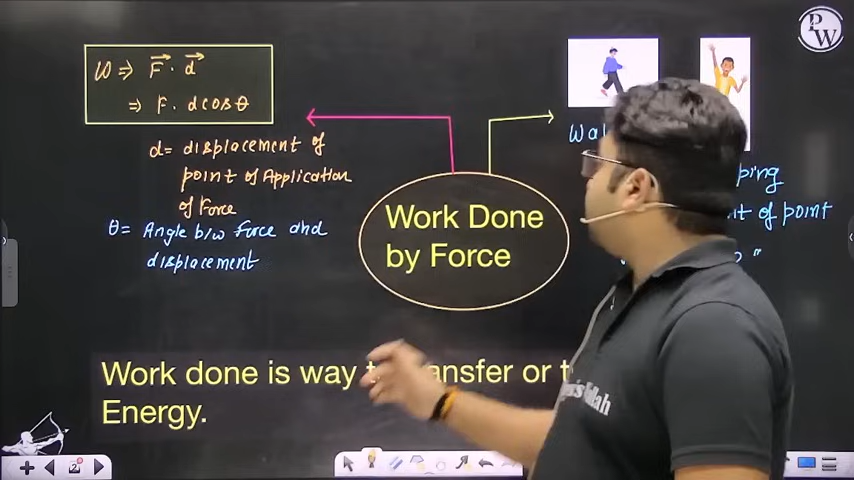 W ⇒ F⃗ · d⃗
⇒ F · d cos θ
d = displacement of
point of Application
of Force
θ = Angle b/w Force and
displacement
Work Done
by Force
ping
of point
Work done is way ansfer or
Energy.
PW
2